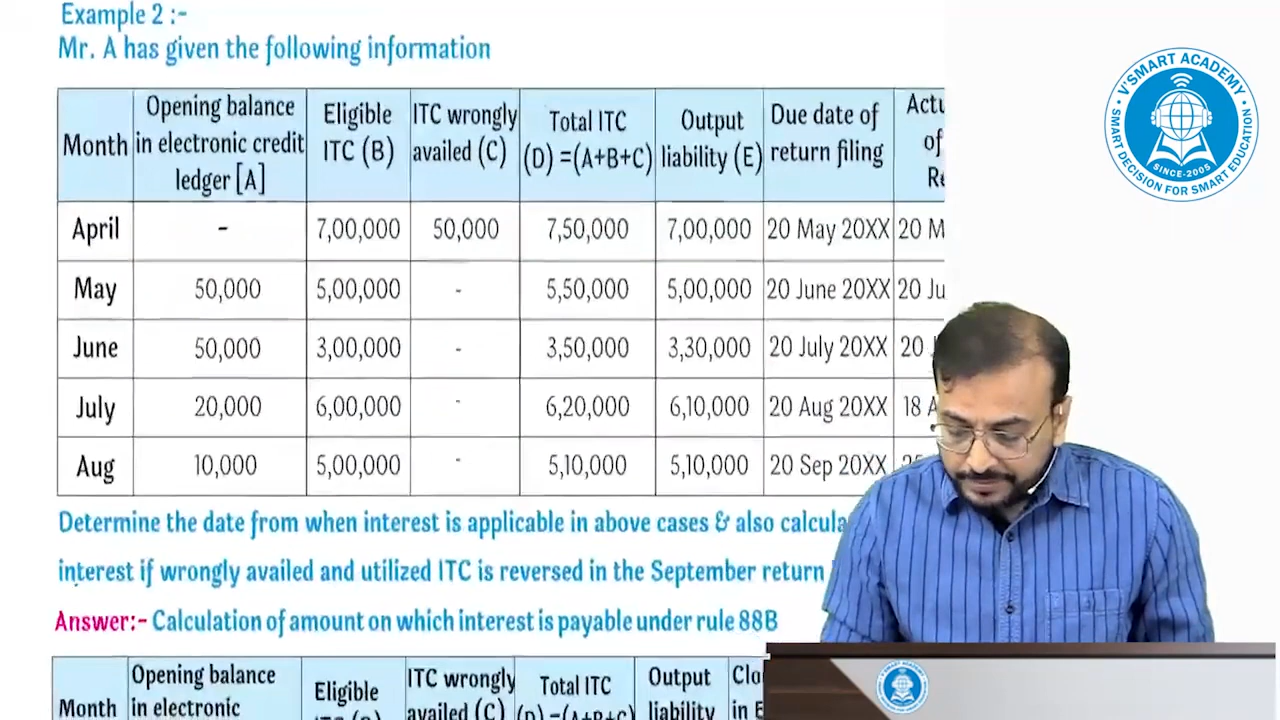 Example 2 :-
Mr. A has given the following information
Month | Opening balance in electronic credit ledger [A] | Eligible ITC (B) | ITC wrongly availed (C) | Total ITC (D) =(A+B+C) | Output liability (E) | Due date of return filing
April | - | 7,00,000 | 50,000 | 7,50,000 | 7,00,000 | 20 May 20XX | 20
May | 50,000 | 5,00,000 | - | 5,50,000 | 5,00,000 | 20 June 20XX | 20
June | 50,000 | 3,00,000 | - | 3,50,000 | 3,30,000 | 20 July 20XX | 20
July | 20,000 | 6,00,000 | - | 6,20,000 | 6,10,000 | 20 Aug 20XX | 18
Aug | 10,000 | 5,00,000 | - | 5,10,000 | 5,10,000 | 20 Sep 20XX
Determine the date from when interest is applicable in above cases & also
interest if wrongly availed and utilized ITC is reversed in the September return
Answer:- Calculation of amount on which interest is payable under rule 88B
Month | Opening balance in electronic | Eligible | ITC wrongly availed (C) | Total ITC | Output liability
V'SMART ACADEMY
SMART DECISION FOR SMART EDUCATION
SINCE-2005